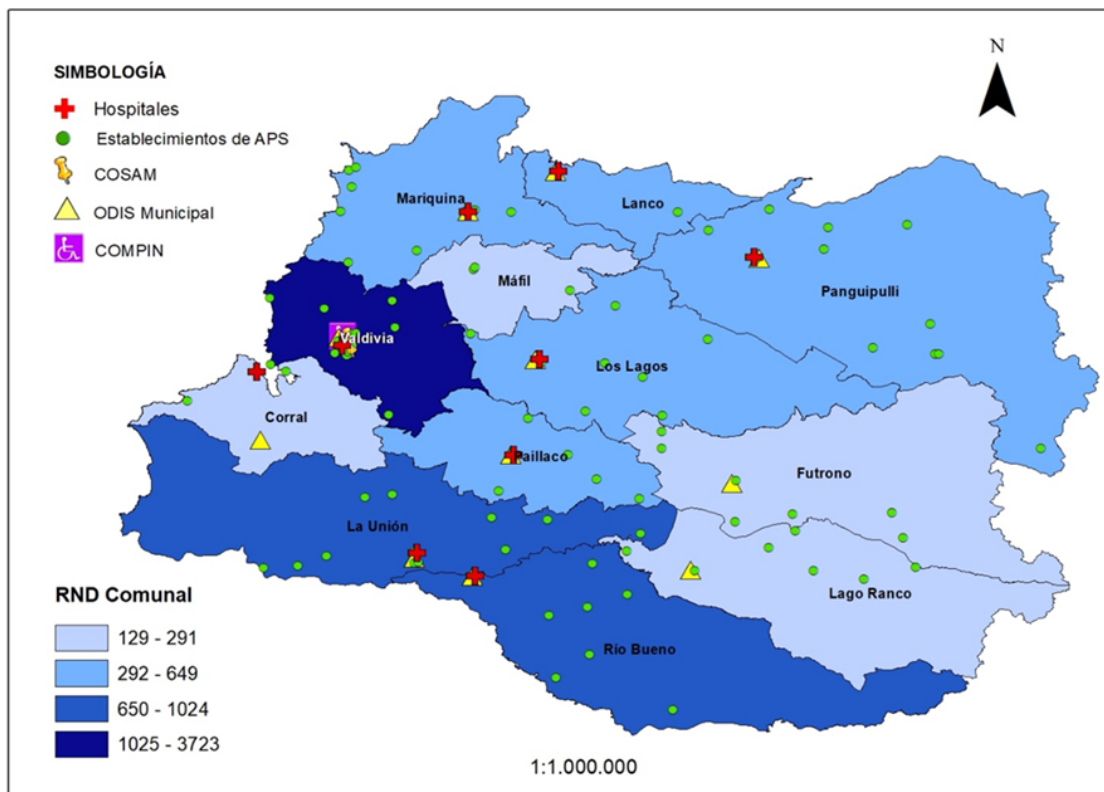 N
SIMBOLOGÍA
Hospitales
Establecimientos de APS
COSAM
ODIS Municipal
COMPIN
Mariquina
Lanco
Máfil
Panguipulli
Valdivia
Los Lagos
Corral
Paillaco
Futrono
La Unión
Lago Ranco
Río Bueno
RND Comunal
129 - 291
292 - 649
650 - 1024
1025 - 3723
1:1.000.000